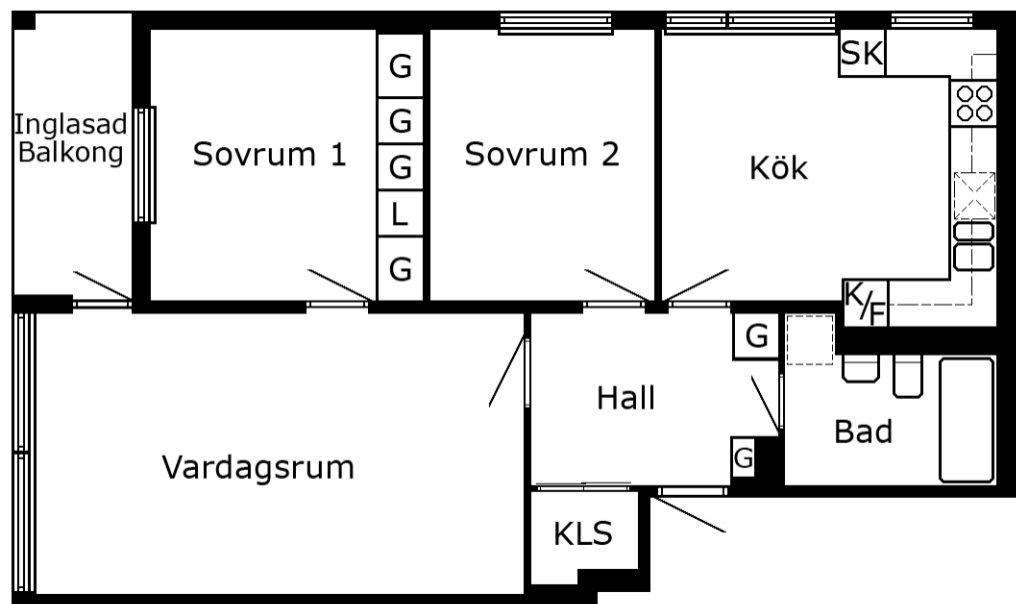 SK
G
G
Inglasad
Balkong
Sovrum 1
Sovrum 2
Kök
G
L
G
K/F
G
Hall
Bad
G
Vardagsrum
KLS